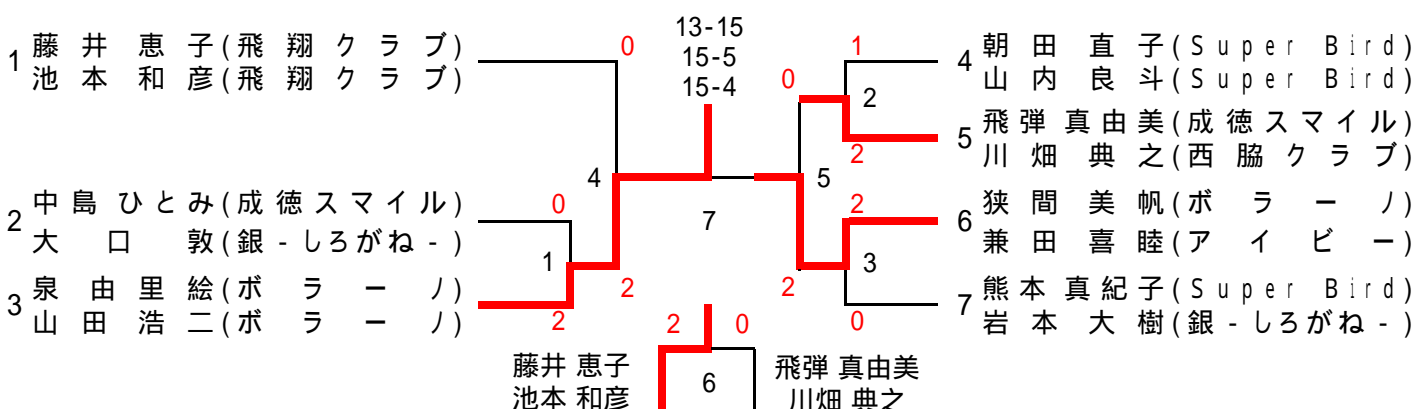 13-15
15-5
15-4
1 藤井 恵子(飛翔クラブ)
池本 和彦(飛翔クラブ)
0
4
2 中島 ひとみ(成徳スマイル)
大口 敦(銀-しろがね-)
0
1
3 泉 由里絵(ボラーノ)
山田 浩二(ボラーノ)
2
2
7
1
4 朝田 直子(Super Bird)
山内 良斗(Super Bird)
0
2
5 飛弾 真由美(成徳スマイル)
川畑 典之(西脇クラブ)
2
5
2
6 狭間 美帆(ボラーノ)
兼田 喜睦(アイビー)
3
2
7 熊本 真紀子(Super Bird)
岩本 大樹(銀-しろがね-)
0
2 0
藤井 恵子
池本 和彦
6
飛弾 真由美
川畑 典之